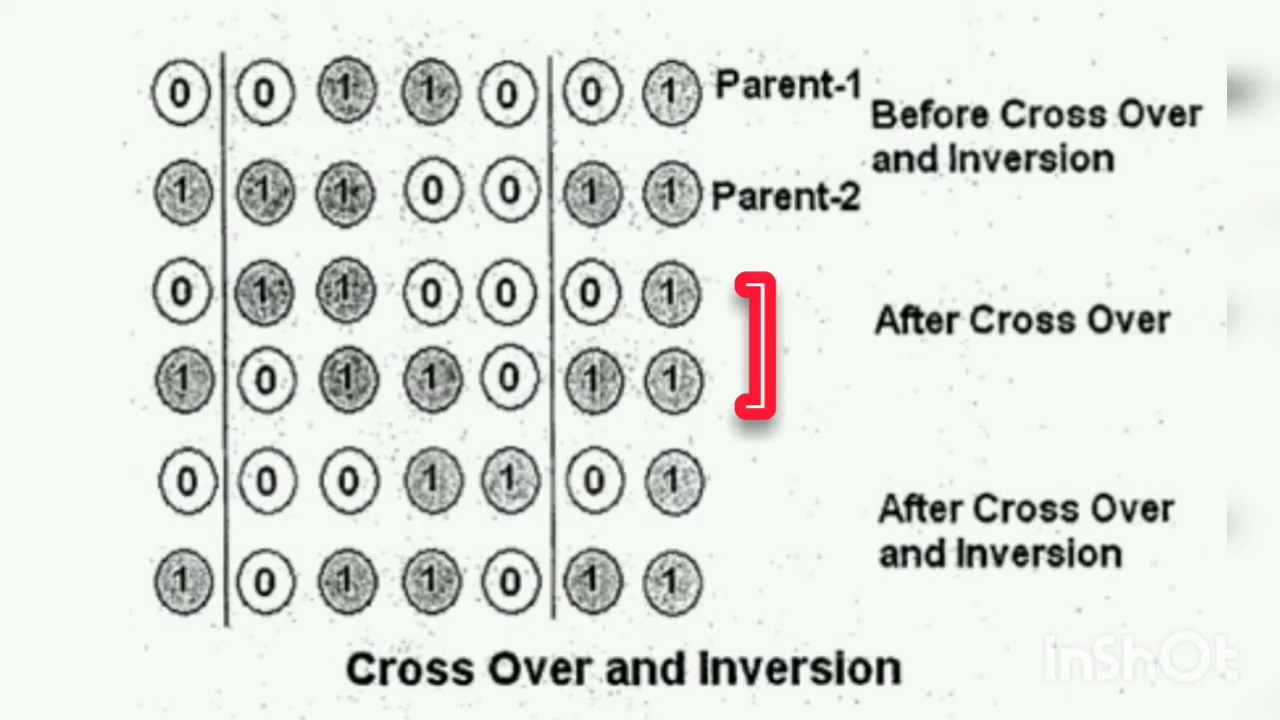 0 0 1 1 0 0 1 Parent-1
Before Cross Over
and Inversion
1 1 1 0 0 1 1 Parent-2
0 1 1 0 0 0 1
After Cross Over
1 0 1 1 0 1 1
0 0 0 1 1 0 1
After Cross Over
and Inversion
1 0 1 1 0 1 1
Cross Over and Inversion
InShOt